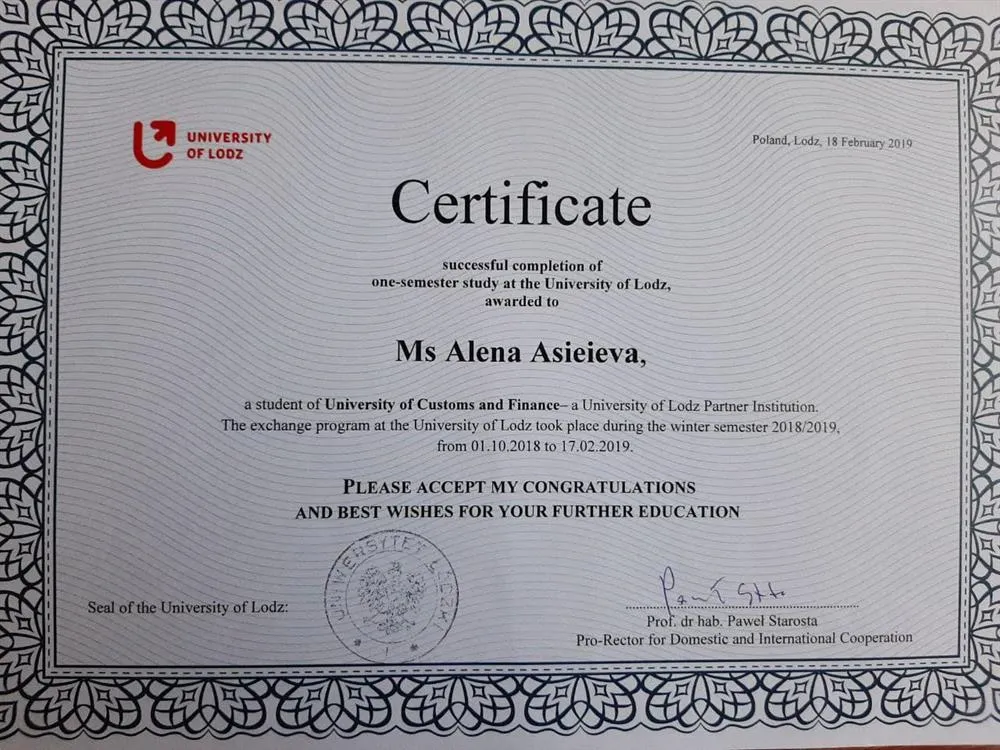 UNIVERSITY
OF LODZ
Poland, Lodz, 18 February 2019
Certificate
successful completion of
one-semester study at the University of Lodz,
awarded to
Ms Alena Asieieva,
a student of University of Customs and Finance– a University of Lodz Partner Institution.
The exchange program at the University of Lodz took place during the winter semester 2018/2019,
from 01.10.2018 to 17.02.2019.
PLEASE ACCEPT MY CONGRATULATIONS
AND BEST WISHES FOR YOUR FURTHER EDUCATION
UNIWERSYTET ŁÓDZKI
Seal of the University of Lodz:
Prof. dr hab. Paweł Starosta
Pro-Rector for Domestic and International Cooperation